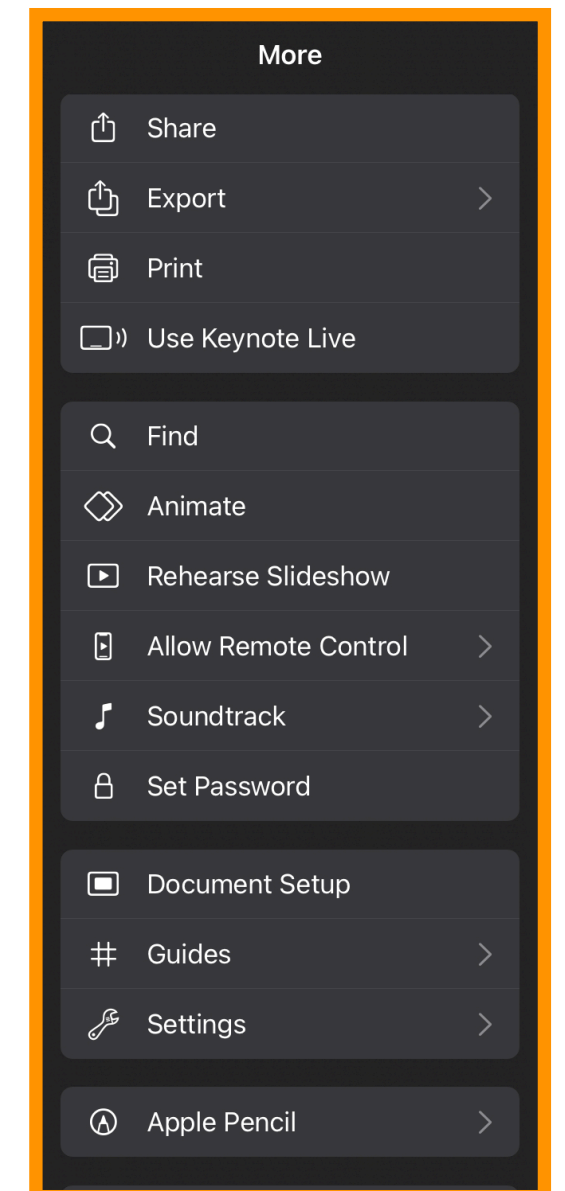 More
Share
Export
Print
Use Keynote Live
Find
Animate
Rehearse Slideshow
Allow Remote Control
Soundtrack
Set Password
Document Setup
Guides
Settings
Apple Pencil